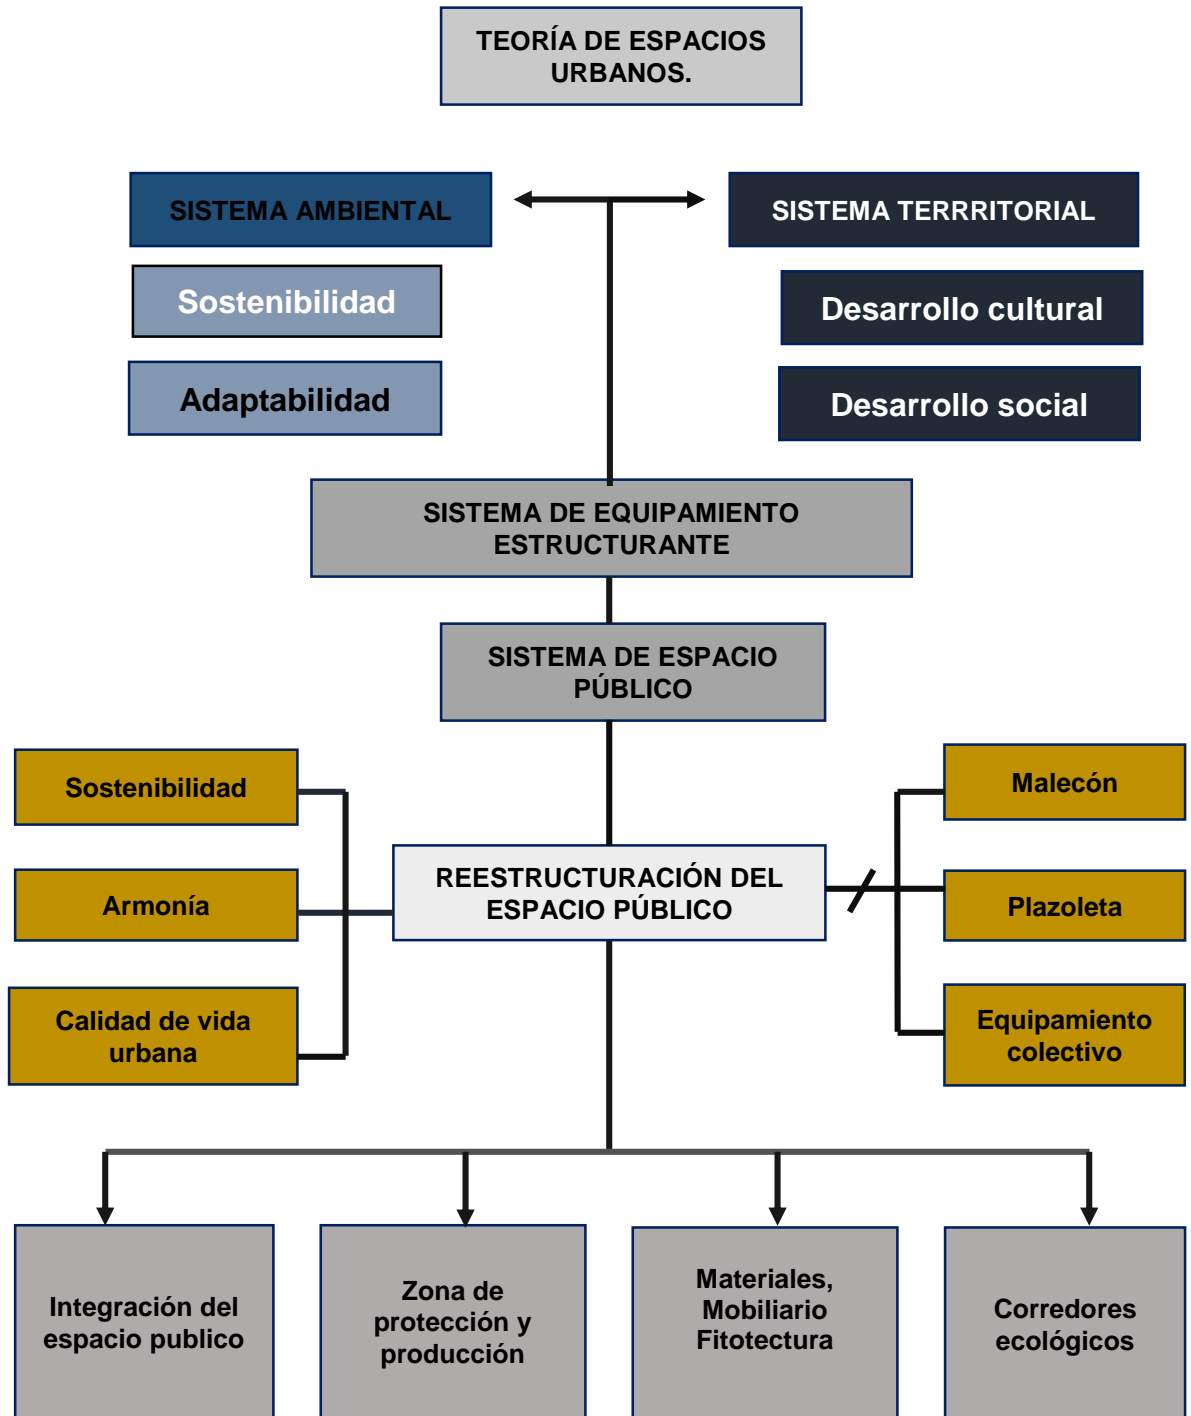 TEORÍA DE ESPACIOS
URBANOS.
SISTEMA AMBIENTAL
SISTEMA TERRRITORIAL
Sostenibilidad
Desarrollo cultural
Adaptabilidad
Desarrollo social
SISTEMA DE EQUIPAMIENTO
ESTRUCTURANTE
SISTEMA DE ESPACIO
PÚBLICO
Sostenibilidad
Malecón
REESTRUCTURACIÓN DEL
ESPACIO PÚBLICO
Armonía
Plazoleta
Calidad de vida
urbana
Equipamiento
colectivo
Integración del
espacio publico
Zona de
protección y
producción
Materiales,
Mobiliario
Fitotectura
Corredores
ecológicos